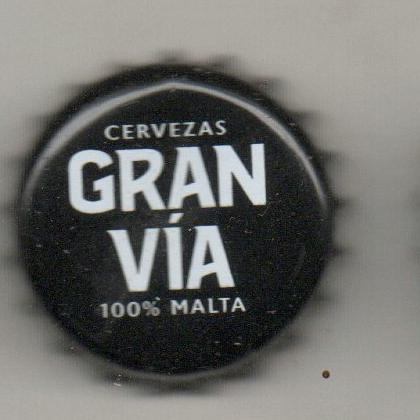 CERVEZAS
GRAN
VÍA
100% MALTA